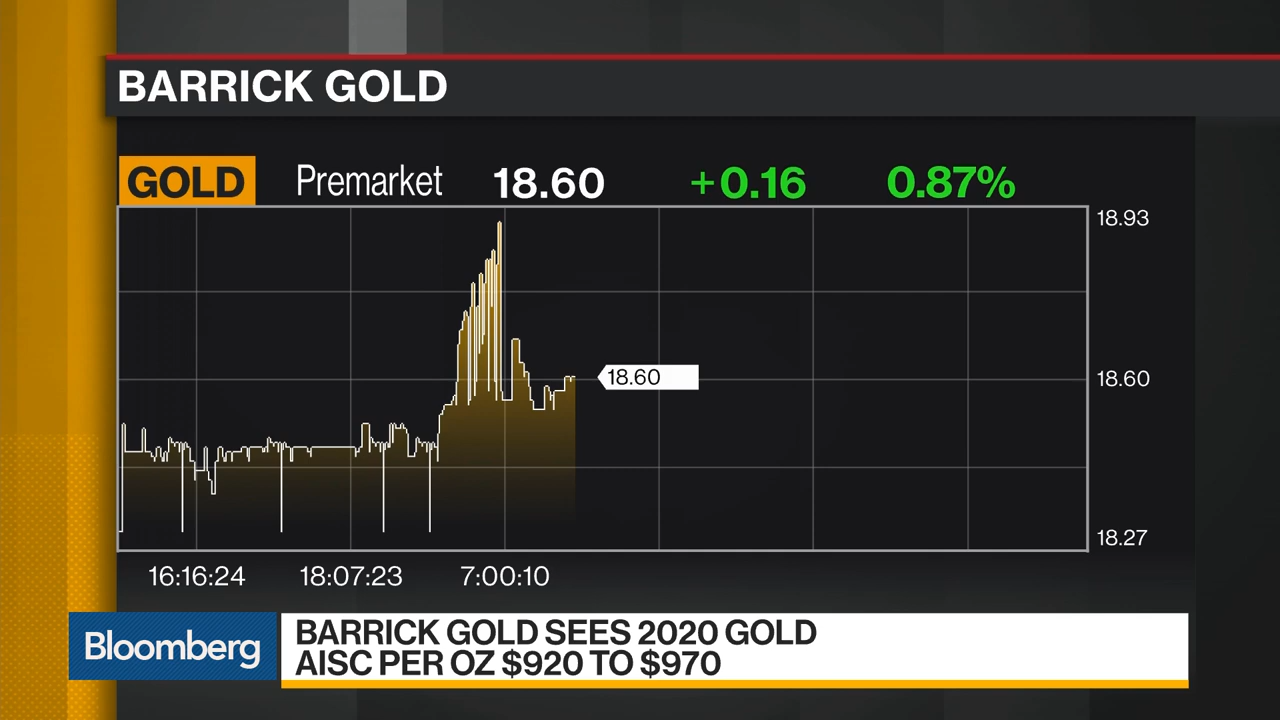 BARRICK GOLD
GOLD Premarket 18.60 +0.16 0.87%
18.93
18.60 18.60
18.27
16:16:24 18:07:23 7:00:10
Bloomberg
BARRICK GOLD SEES 2020 GOLD
AISC PER OZ $920 TO $970